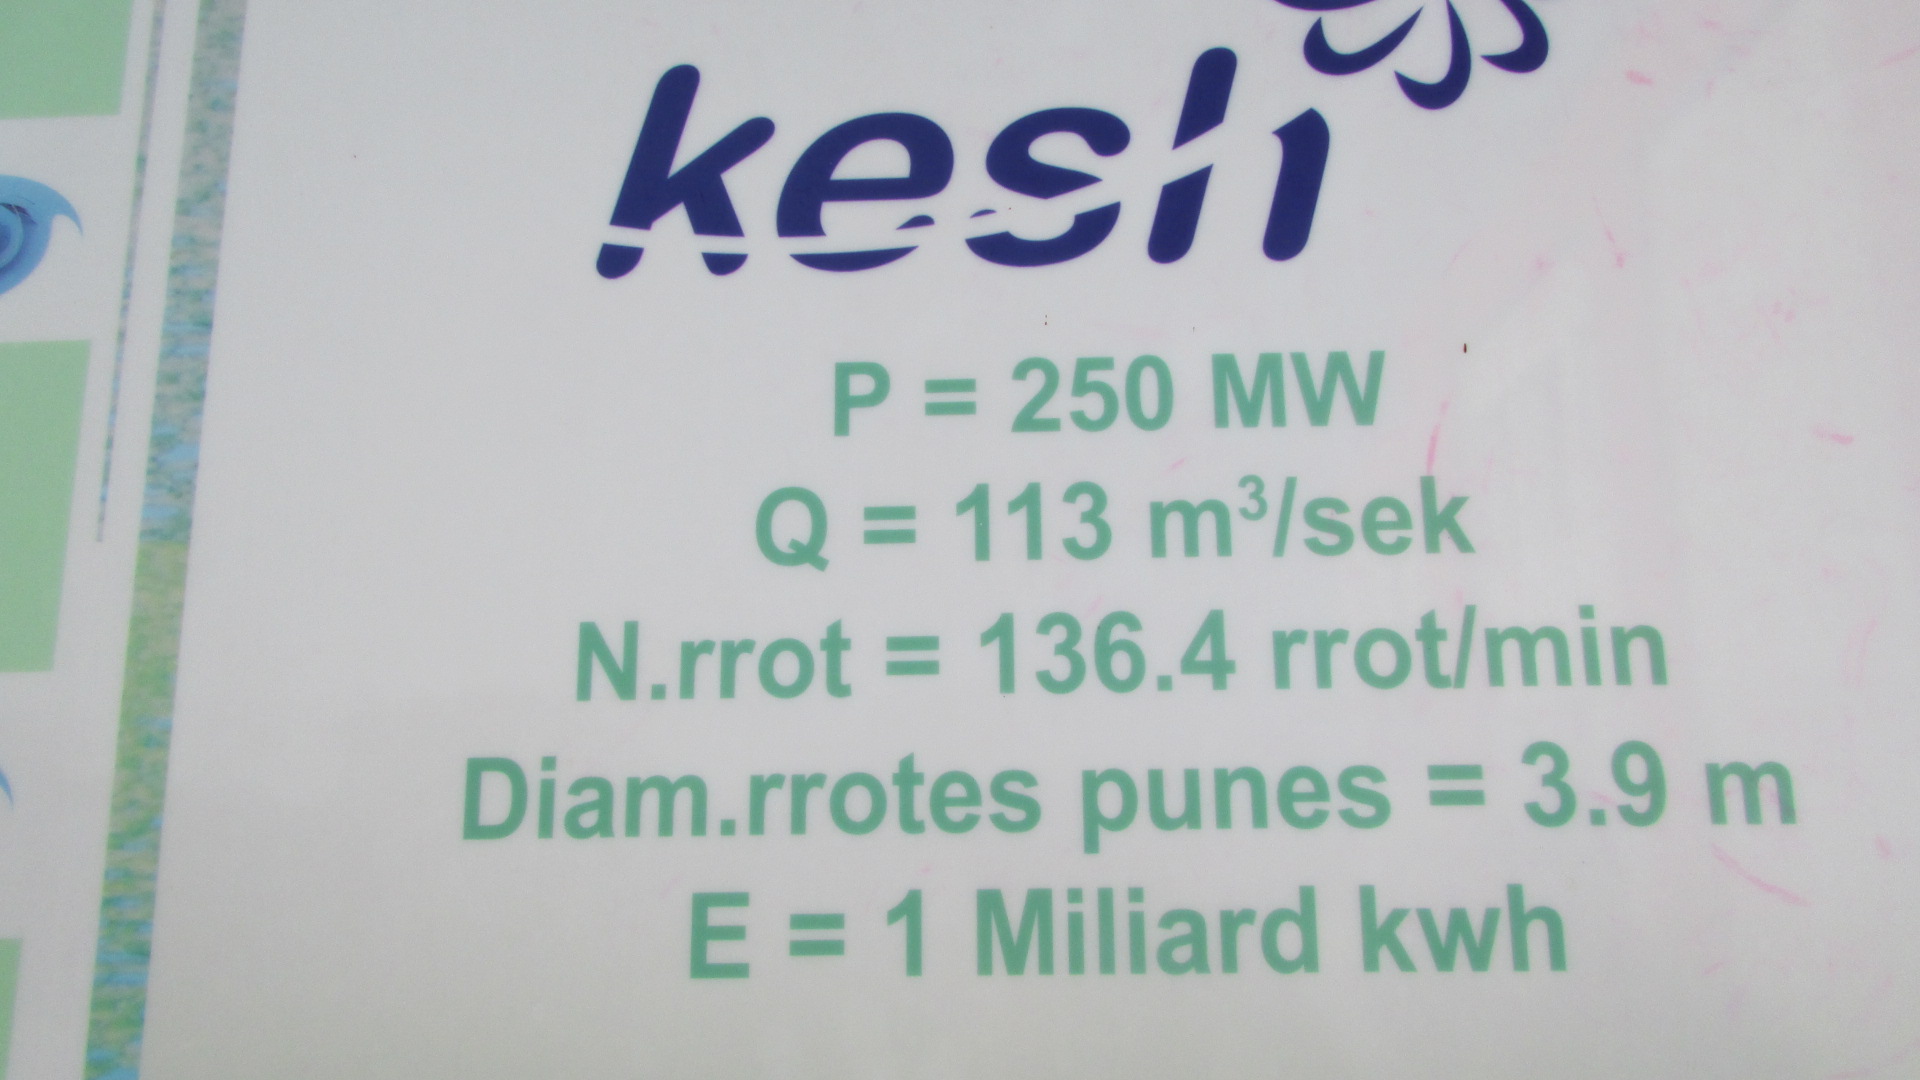 kesh
P = 250 MW
Q = 113 m³/sek
N.rrot = 136.4 rrot/min
Diam.rrotes punes = 3.9 m
E = 1 Miliard kwh